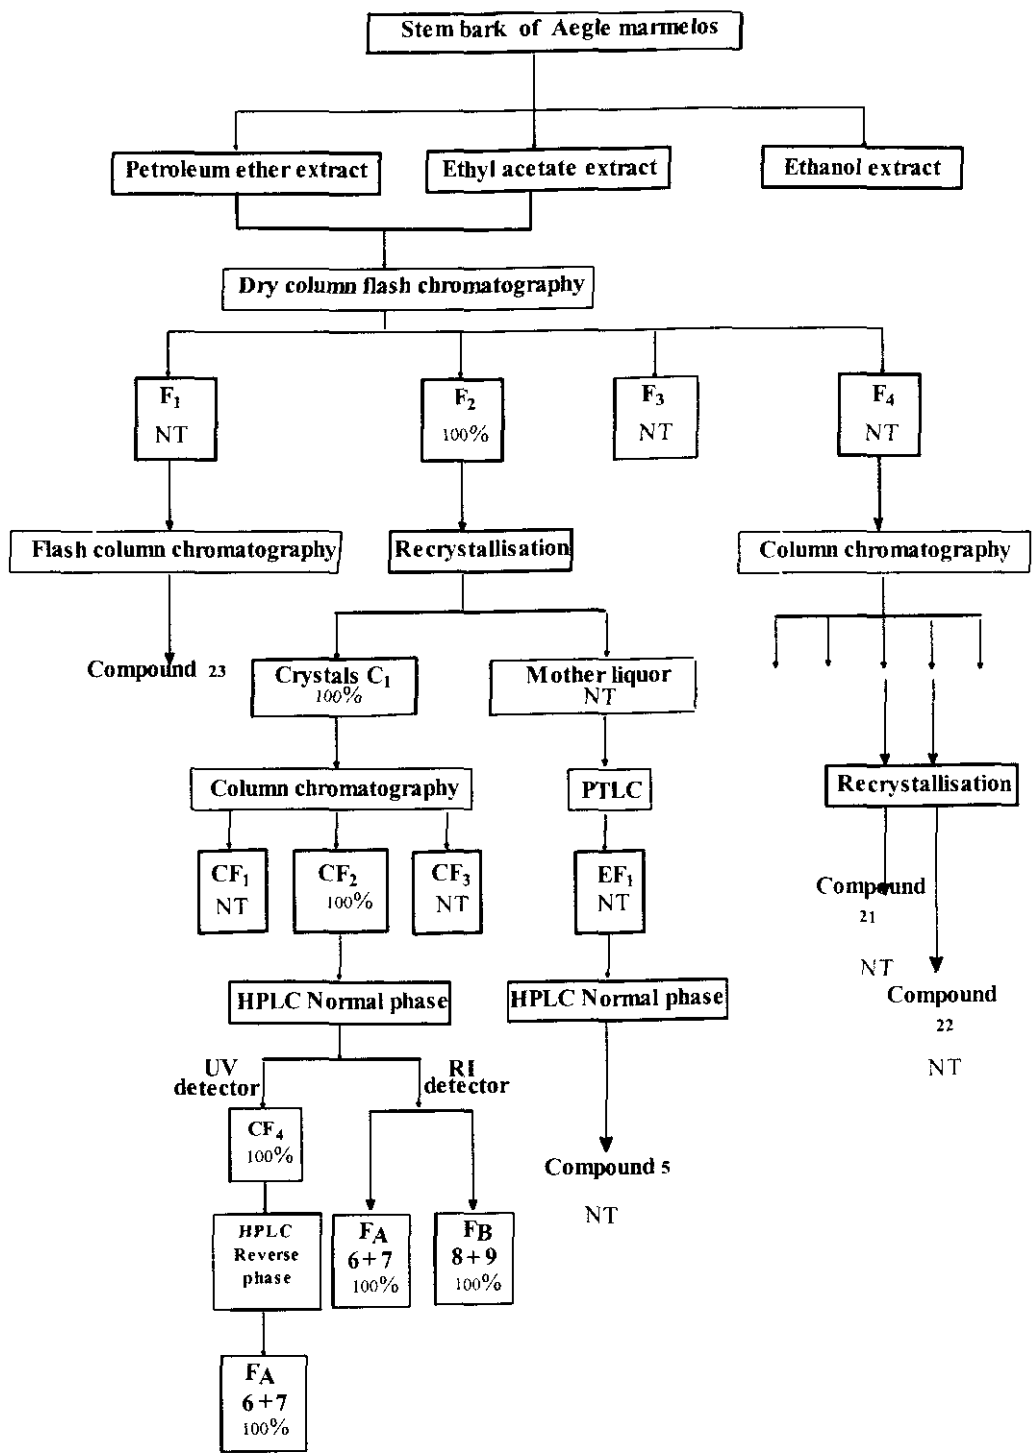 Stem bark of Aegle marmelos
Petroleum ether extract
Ethyl acetate extract
Ethanol extract
Dry column flash chromatography
F1
NT
F2
100%
F3
NT
F4
NT
Flash column chromatography
Recrystallisation
Column chromatography
Compound 23
Crystals C1
100%
Mother liquor
NT
Column chromatography
PTLC
Recrystallisation
CF1
NT
CF2
100%
CF3
NT
EF1
NT
Compound
21
NT
HPLC Normal phase
HPLC Normal phase
Compound
22
NT
UV
detector
RI
detector
CF4
100%
Compound 5
NT
HPLC
Reverse
phase
FA
6+7
100%
FB
8+9
100%
FA
6+7
100%